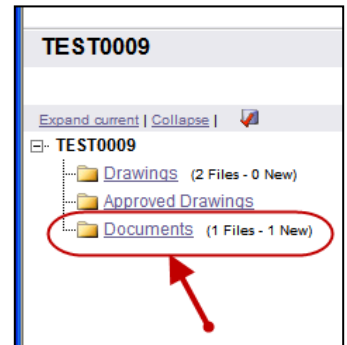 TEST0009
Expand current | Collapse |
TEST0009
Drawings (2 Files - 0 New)
Approved Drawings
Documents (1 Files - 1 New)